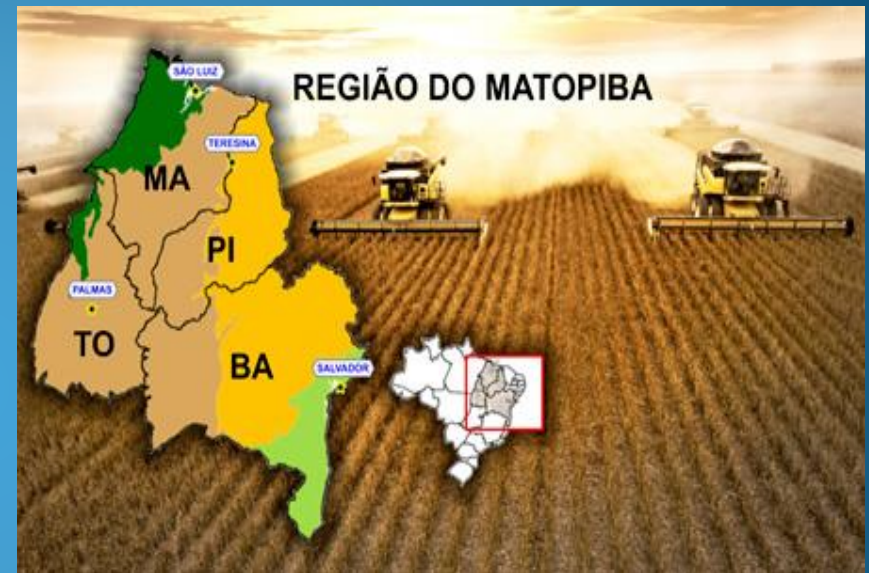 REGIÃO DO MATOPIBA
SÃO LUIZ
TERESINA
MA
PI
PALMAS
TO
BA
SALVADOR